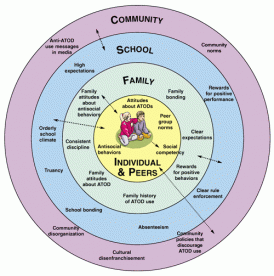 COMMUNITY
Anti-ATOD
use messages
in media
Community
norms
SCHOOL
High
expectations
Rewards
for positive
performance
FAMILY
Family
attitudes
about
antisocial
behaviors
Family
bonding
Attitudes
about ATODs
Peer
group
norms
Orderly
school
climate
Consistent
discipline
Clear
expectations
Antisocial
behaviors
Social
competency
INDIVIDUAL
& PEERS
Truancy
Family
attitudes
about ATOD
Rewards
for positive
behaviors
Clear rule
enforcement
Family history
of ATOD use
School bonding
Absenteeism
Community
disorganization
Community
policies that
discourage
ATOD use
Cultural
disenfranchisement